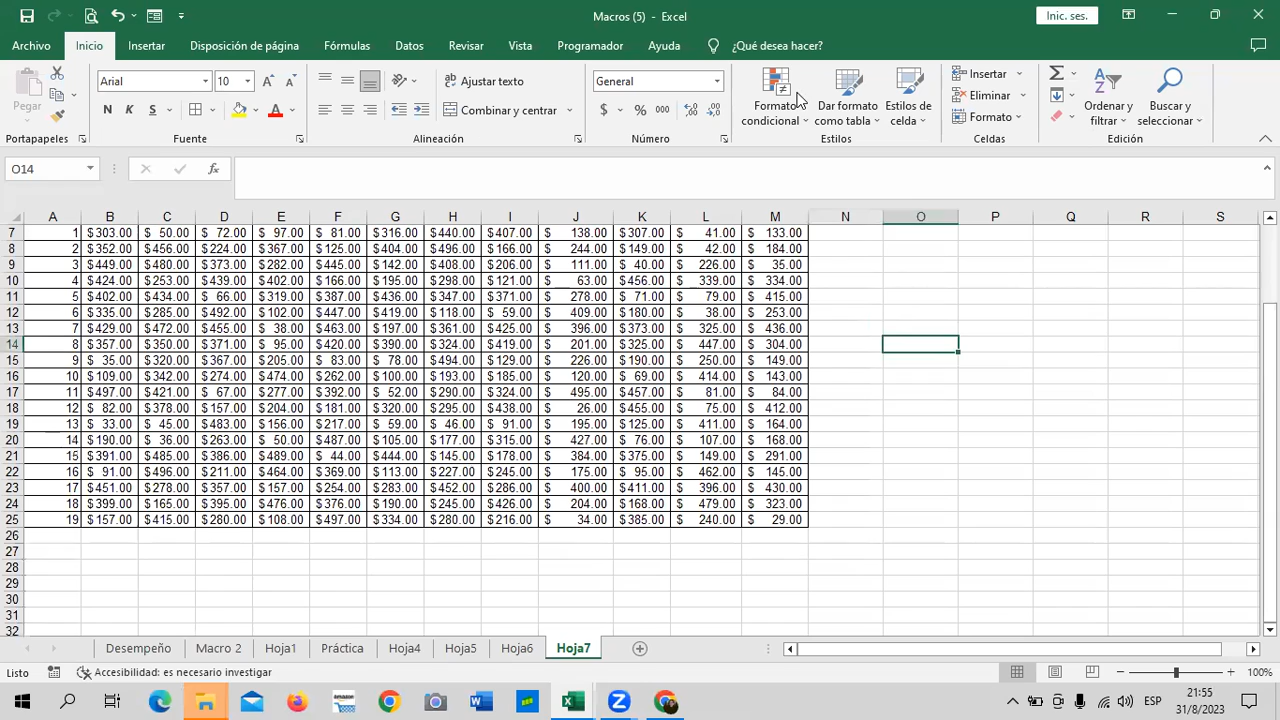 Macros (5) - Excel
Inic. ses.
Archivo Inicio Insertar Disposición de página Fórmulas Datos Revisar Vista Programador Ayuda ¿Qué desea hacer?
Pegar
Arial 10
N K S
Ajustar texto
Combinar y centrar
General
$ % 000
Formato condicional
Dar formato como tabla
Estilos de celda
Insertar
Eliminar
Formato
Ordenar y filtrar
Buscar y seleccionar
Portapapeles Fuente Alineación Número Estilos Celdas Edición
O14
A B C D E F G H I J K L M N O P Q R S
7 1 $303.00 $ 50.00 $ 72.00 $ 97.00 $ 81.00 $316.00 $440.00 $407.00 $ 138.00 $307.00 $ 41.00 $ 133.00
8 2 $352.00 $456.00 $224.00 $367.00 $125.00 $404.00 $496.00 $166.00 $ 244.00 $149.00 $ 42.00 $ 184.00
9 3 $449.00 $480.00 $373.00 $282.00 $445.00 $142.00 $408.00 $206.00 $ 111.00 $ 40.00 $ 226.00 $ 35.00
10 4 $424.00 $253.00 $439.00 $402.00 $166.00 $195.00 $298.00 $121.00 $ 63.00 $456.00 $ 339.00 $ 334.00
11 5 $402.00 $434.00 $ 66.00 $319.00 $387.00 $436.00 $347.00 $371.00 $ 278.00 $ 71.00 $ 79.00 $ 415.00
12 6 $335.00 $285.00 $492.00 $102.00 $447.00 $419.00 $118.00 $ 59.00 $ 409.00 $180.00 $ 38.00 $ 253.00
13 7 $429.00 $472.00 $455.00 $ 38.00 $463.00 $197.00 $361.00 $425.00 $ 396.00 $373.00 $ 325.00 $ 436.00
14 8 $357.00 $350.00 $371.00 $ 95.00 $420.00 $390.00 $324.00 $419.00 $ 201.00 $325.00 $ 447.00 $ 304.00
15 9 $ 35.00 $320.00 $367.00 $205.00 $ 83.00 $ 78.00 $494.00 $129.00 $ 226.00 $190.00 $ 250.00 $ 149.00
16 10 $109.00 $342.00 $274.00 $474.00 $262.00 $100.00 $193.00 $185.00 $ 120.00 $ 69.00 $ 414.00 $ 143.00
17 11 $497.00 $421.00 $ 67.00 $277.00 $392.00 $ 52.00 $290.00 $324.00 $ 495.00 $457.00 $ 81.00 $ 84.00
18 12 $ 82.00 $378.00 $157.00 $204.00 $181.00 $320.00 $295.00 $438.00 $ 26.00 $455.00 $ 75.00 $ 412.00
19 13 $ 33.00 $ 45.00 $483.00 $156.00 $217.00 $ 59.00 $ 46.00 $ 91.00 $ 195.00 $125.00 $ 411.00 $ 164.00
20 14 $190.00 $ 36.00 $263.00 $ 50.00 $487.00 $105.00 $177.00 $315.00 $ 427.00 $ 76.00 $ 107.00 $ 168.00
21 15 $391.00 $485.00 $386.00 $489.00 $ 44.00 $444.00 $145.00 $178.00 $ 384.00 $375.00 $ 149.00 $ 291.00
22 16 $ 91.00 $496.00 $211.00 $464.00 $369.00 $113.00 $227.00 $245.00 $ 175.00 $ 95.00 $ 462.00 $ 145.00
23 17 $451.00 $278.00 $357.00 $157.00 $254.00 $283.00 $452.00 $286.00 $ 400.00 $411.00 $ 396.00 $ 430.00
24 18 $399.00 $165.00 $395.00 $476.00 $376.00 $190.00 $245.00 $426.00 $ 204.00 $168.00 $ 479.00 $ 323.00
25 19 $157.00 $415.00 $280.00 $108.00 $497.00 $334.00 $280.00 $216.00 $ 34.00 $385.00 $ 240.00 $ 29.00
26
27
28
29
30
31
32
Desempeño Macro 2 Hoja1 Práctica Hoja4 Hoja5 Hoja6 Hoja7
Listo Accesibilidad: es necesario investigar 100%
ESP
21:55
31/8/2023